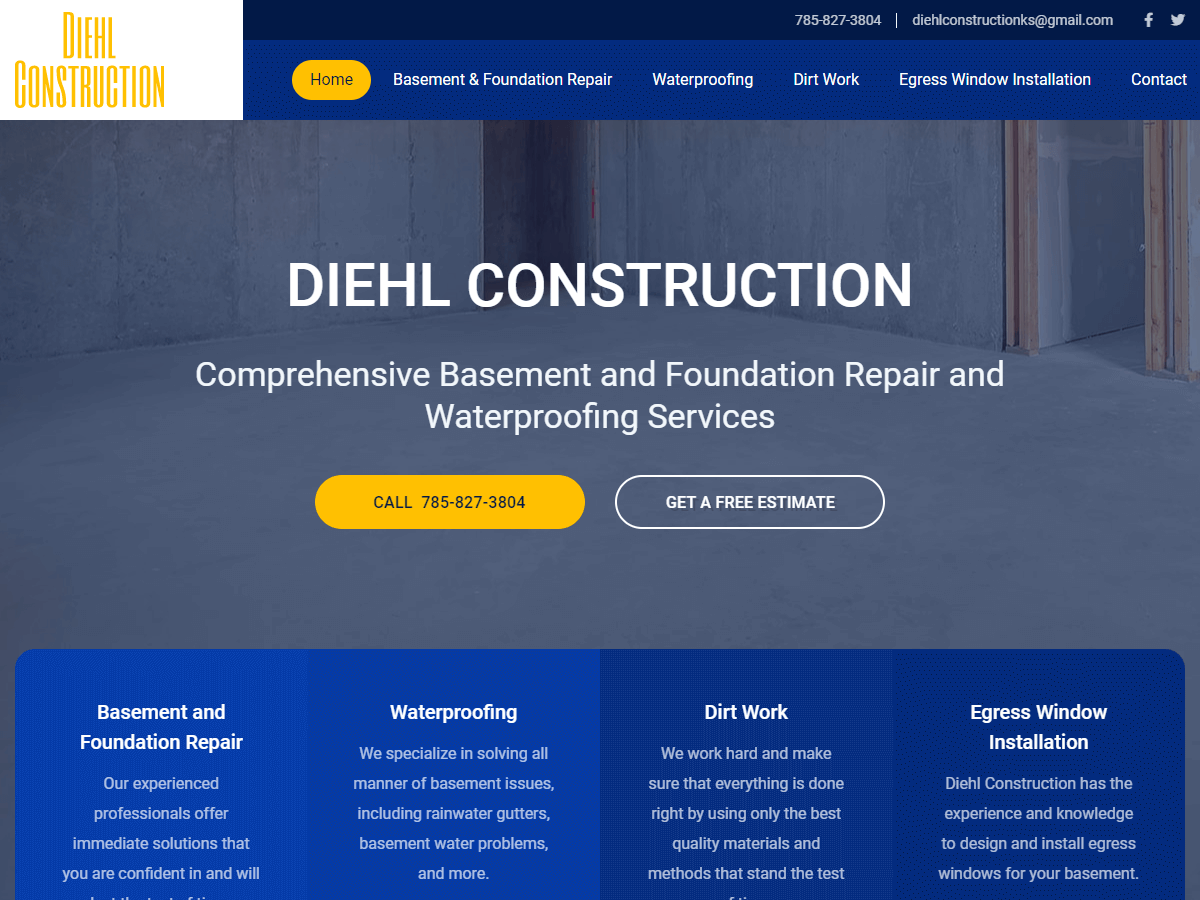 DIEHL
CONSTRUCTION
785-827-3804
diehlconstructionks@gmail.com
Home
Basement & Foundation Repair
Waterproofing
Dirt Work
Egress Window Installation
Contact
DIEHL CONSTRUCTION
Comprehensive Basement and Foundation Repair and
Waterproofing Services
CALL 785-827-3804
GET A FREE ESTIMATE
Basement and
Foundation Repair
Our experienced
professionals offer
immediate solutions that
you are confident in and will
Waterproofing
We specialize in solving all
manner of basement issues,
including rainwater gutters,
basement water problems,
and more.
Dirt Work
We work hard and make
sure that everything is done
right by using only the best
quality materials and
methods that stand the test
Egress Window
Installation
Diehl Construction has the
experience and knowledge
to design and install egress
windows for your basement.